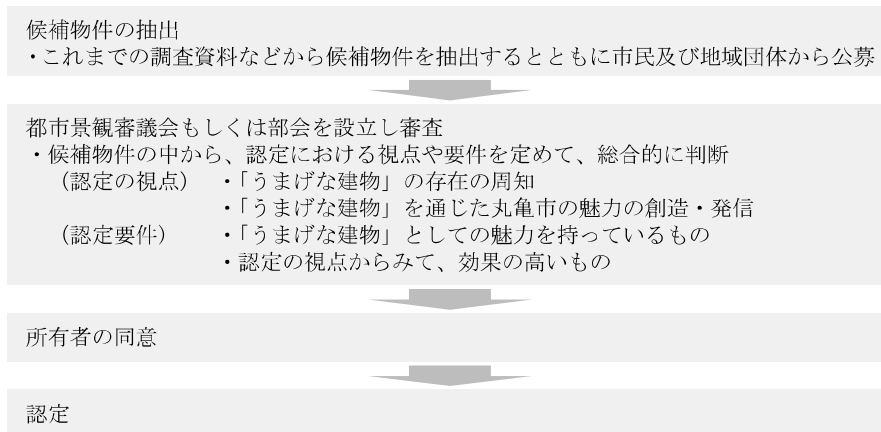 候補物件の抽出
・これまでの調査資料などから候補物件を抽出するとともに市民及び地域団体から公募
都市景観審議会もしくは部会を設立し審査
・候補物件の中から、認定における視点や要件を定めて、総合的に判断
（認定の視点）　・「うまげな建物」の存在の周知
・「うまげな建物」を通じた丸亀市の魅力の創造・発信
（認定要件）　・「うまげな建物」としての魅力を持っているもの
・認定の視点からみて、効果の高いもの
所有者の同意
認定